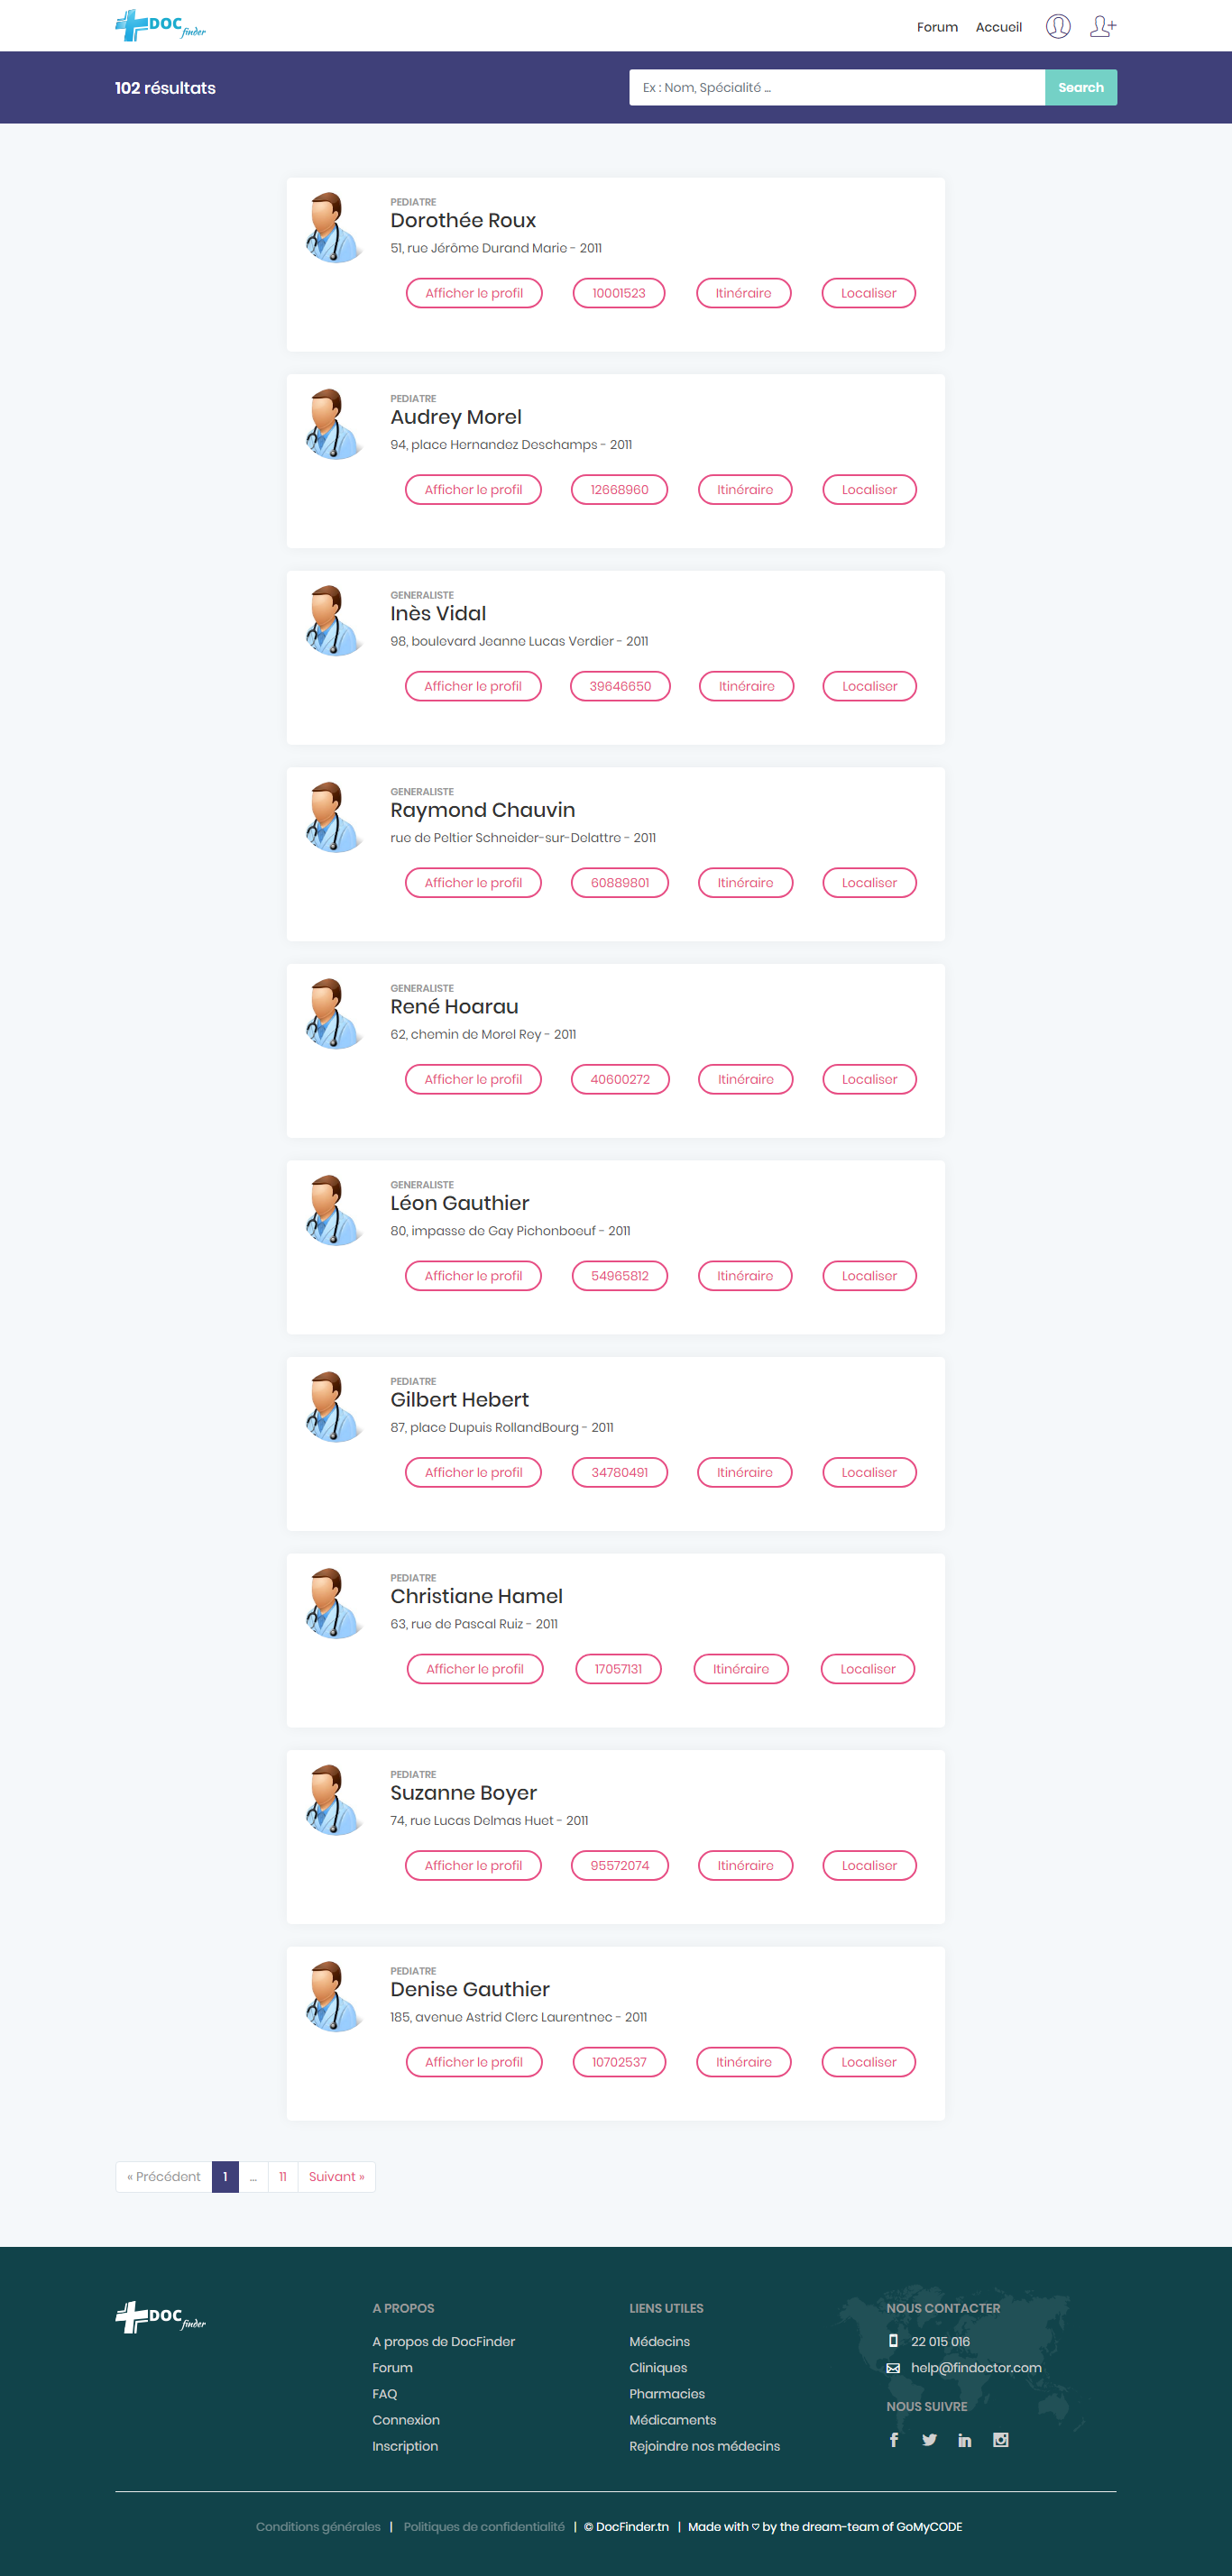 DOC finder
Forum Accueil
102 résultats
Ex : Nom, Spécialité ... Search
PEDIATRE
Dorothée Roux
51, rue Jérôme Durand Marie - 2011
Afficher le profil 10001523 Itinéraire Localiser
PEDIATRE
Audrey Morel
94, place Hernandez Deschamps - 2011
Afficher le profil 12668960 Itinéraire Localiser
GENERALISTE
Inès Vidal
98, boulevard Jeanne Lucas Verdier - 2011
Afficher le profil 39646650 Itinéraire Localiser
GENERALISTE
Raymond Chauvin
rue de Peltier Schneider-sur-Delattre - 2011
Afficher le profil 60889801 Itinéraire Localiser
GENERALISTE
René Hoarau
62, chemin de Morel Rey - 2011
Afficher le profil 40600272 Itinéraire Localiser
GENERALISTE
Léon Gauthier
80, impasse de Gay Pichonboeuf - 2011
Afficher le profil 54965812 Itinéraire Localiser
PEDIATRE
Gilbert Hebert
87, place Dupuis RollandBourg - 2011
Afficher le profil 34780491 Itinéraire Localiser
PEDIATRE
Christiane Hamel
63, rue de Pascal Ruiz - 2011
Afficher le profil 17057131 Itinéraire Localiser
PEDIATRE
Suzanne Boyer
74, rue Lucas Delmas Huet - 2011
Afficher le profil 95572074 Itinéraire Localiser
PEDIATRE
Denise Gauthier
185, avenue Astrid Clerc Laurentnec - 2011
Afficher le profil 10702537 Itinéraire Localiser
« Précédent 1 ... 11 Suivant »
DOC finder
A PROPOS
A propos de DocFinder
Forum
FAQ
Connexion
Inscription
LIENS UTILES
Médecins
Cliniques
Pharmacies
Médicaments
Rejoindre nos médecins
NOUS CONTACTER
22 015 016
help@findoctor.com
NOUS SUIVRE
Conditions générales | Politiques de confidentialité | © DocFinder.tn | Made with ♡ by the dream-team of GoMyCODE